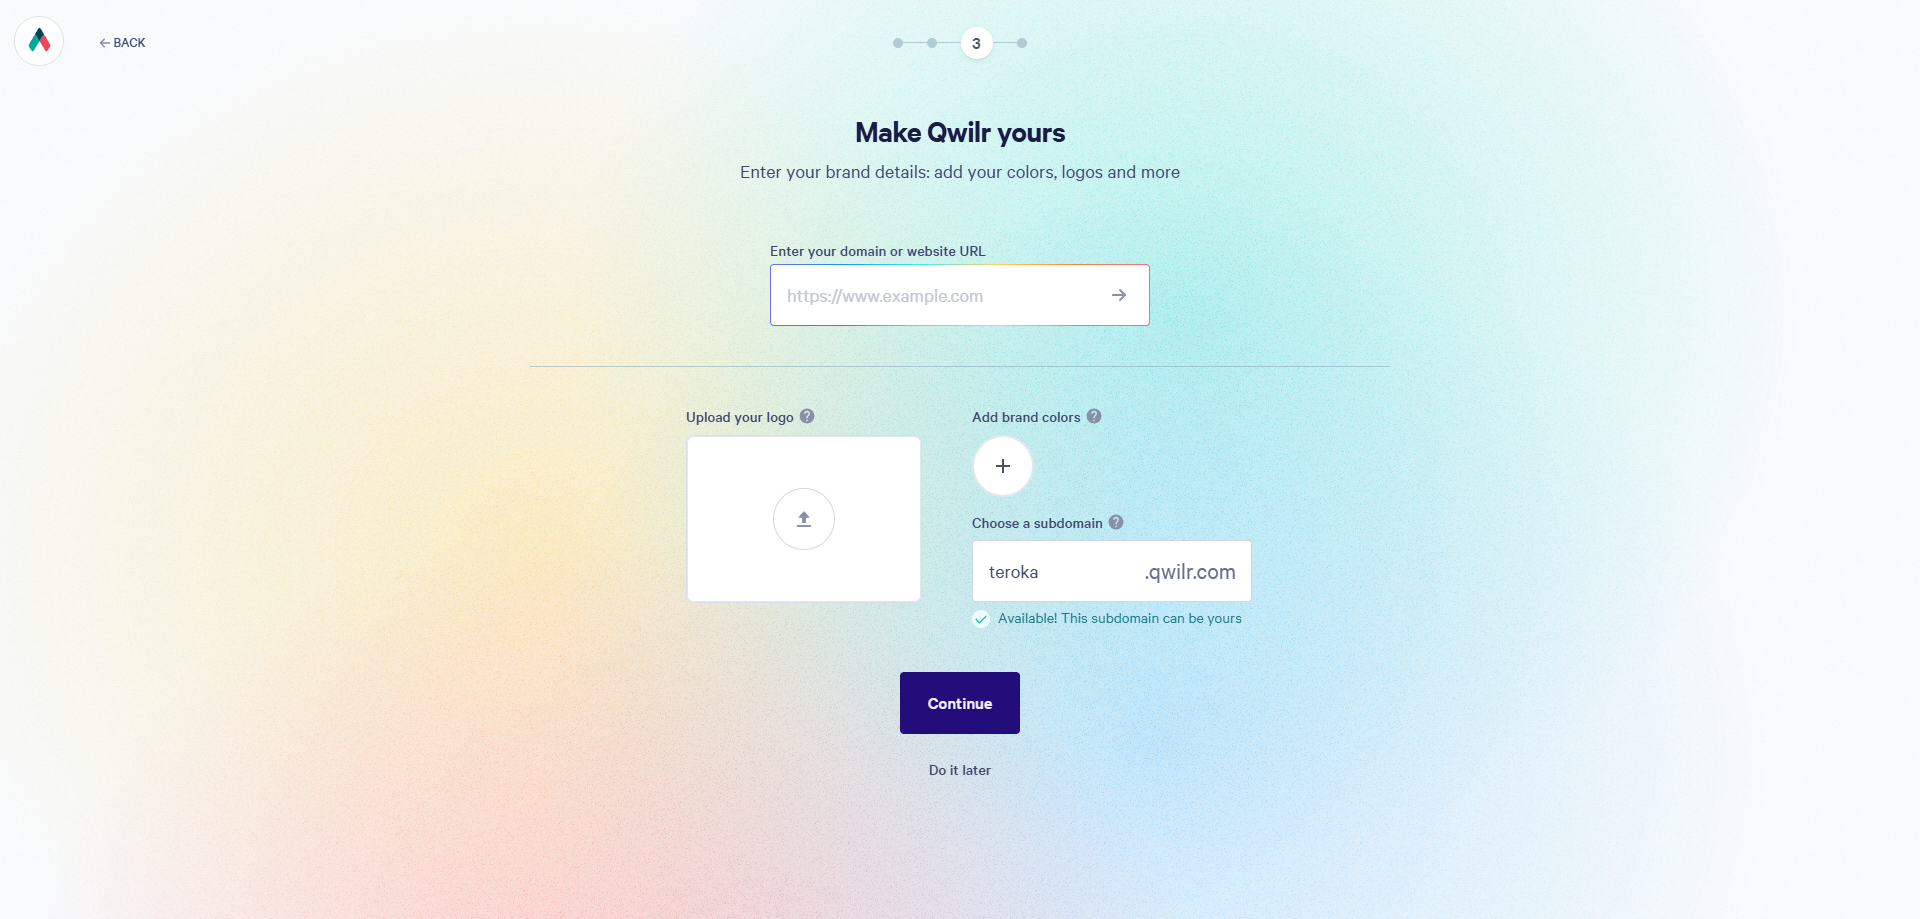 BACK
3
Make Qwilr yours
Enter your brand details: add your colors, logos and more
Enter your domain or website URL
https://www.example.com
Upload your logo ?
Add brand colors ?
Choose a subdomain ?
teroka .qwilr.com
Available! This subdomain can be yours
Continue
Do it later